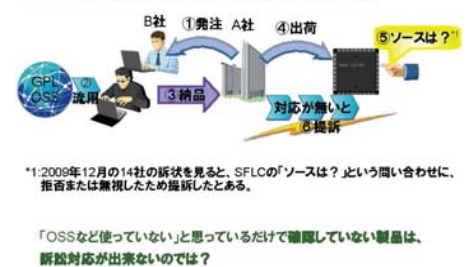 B社 ①発注 A社 ④出荷
⑤ソースは？*1
GPL
OSS
②
流用
③納品
対応が無いと
⑥提訴
*1:2009年12月の14社の訴状を見ると、SFLCの「ソースは？」という問い合わせに、
拒否または無視したため提訴したとある。
「OSSなど使っていない」と思っているだけで確認していない製品は、
訴訟対応が出来ないのでは？